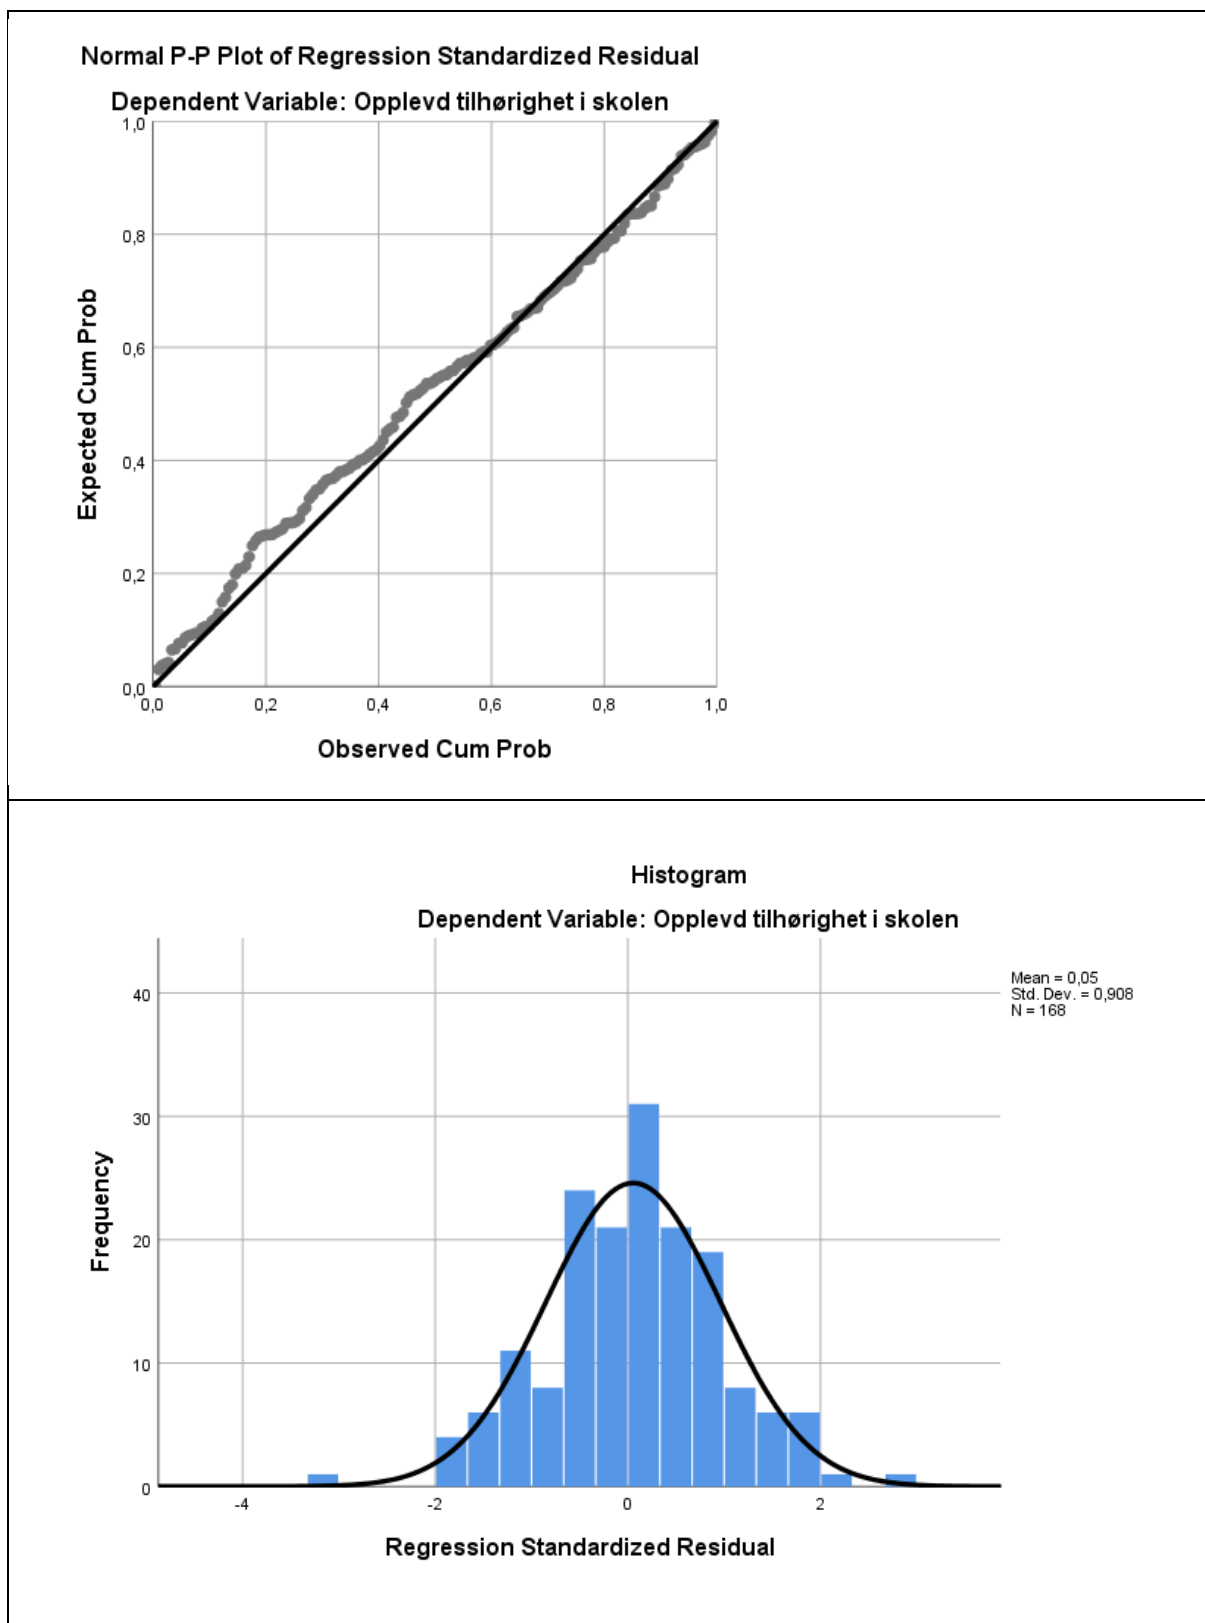 Normal P-P Plot of Regression Standardized Residual
Dependent Variable: Opplevd tilhørighet i skolen
1,0
0,8
0,6
0,4
0,2
0,0
Expected Cum Prob
0,0 0,2 0,4 0,6 0,8 1,0
Observed Cum Prob
Histogram
Dependent Variable: Opplevd tilhørighet i skolen
Mean = 0,05
Std. Dev. = 0,908
N = 168
40
30
20
10
0
Frequency
-4 -2 0 2
Regression Standardized Residual